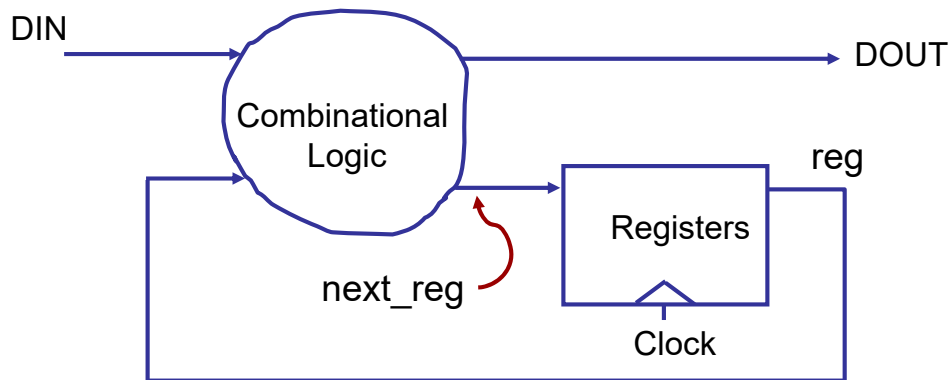 DIN
DOUT
Combinational
Logic
reg
Registers
next_reg
Clock